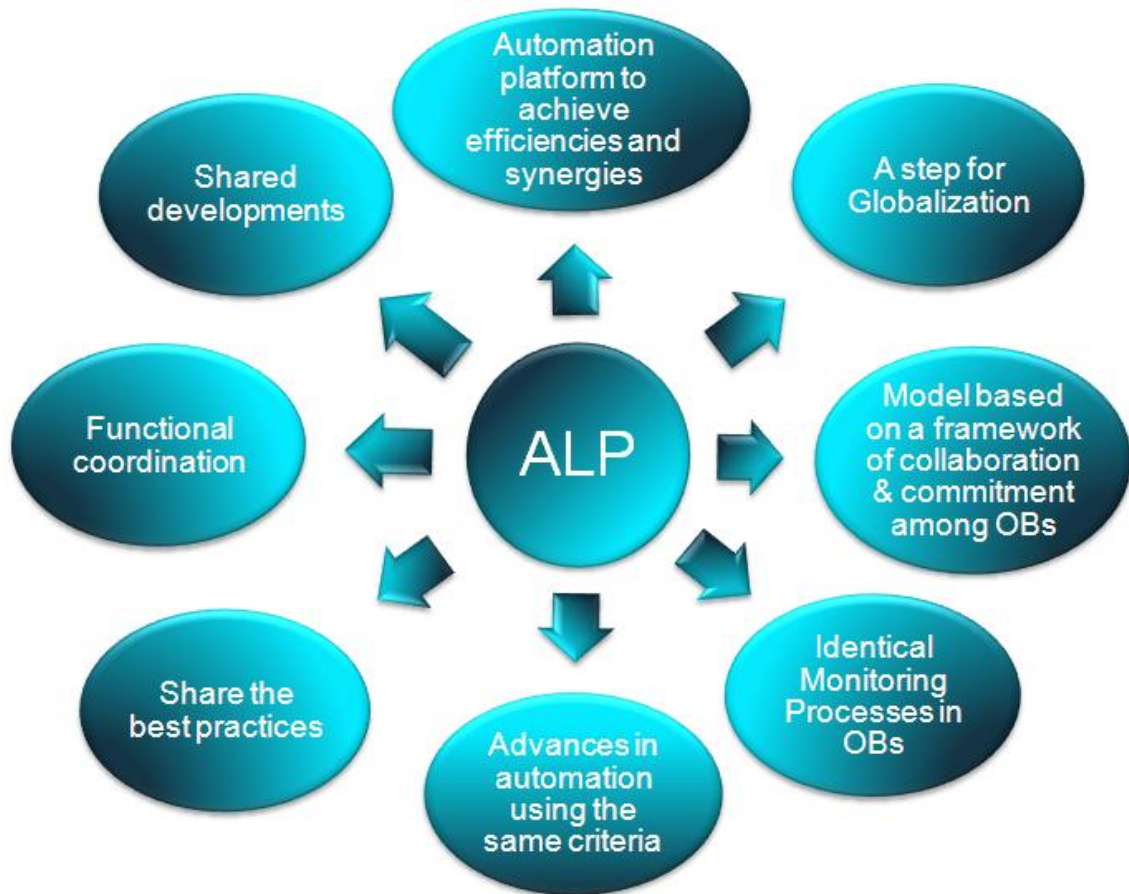 Automation
platform to
achieve
efficiencies and
synergies
A step for
Globalization
Model based
on a framework
of collaboration
& commitment
among OBs
Identical
Monitoring
Processes in
OBs
Advances in
automation
using the
same criteria
Share the
best practices
Functional
coordination
Shared
developments
ALP